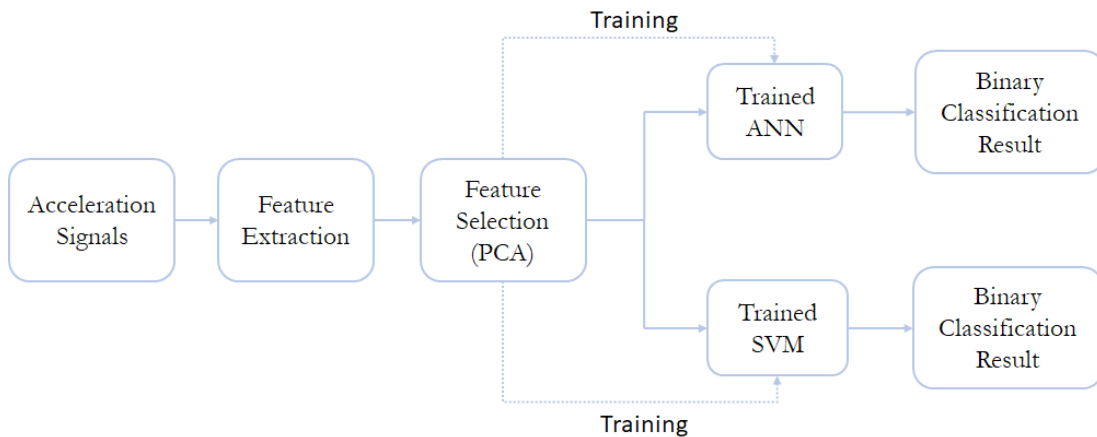 Training
Trained
ANN
Binary
Classification
Result
Acceleration
Signals
Feature
Extraction
Feature
Selection
(PCA)
Trained
SVM
Binary
Classification
Result
Training